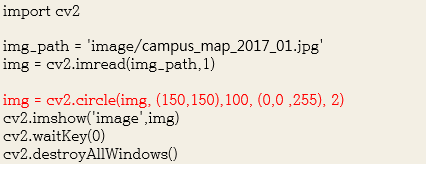 import cv2
img_path = 'image/campus_map_2017_01.jpg'
img = cv2.imread(img_path,1)
img = cv2.circle(img, (150,150),100, (0,0 ,255), 2)
cv2.imshow('image',img)
cv2.waitKey(0)
cv2.destroyAllWindows()